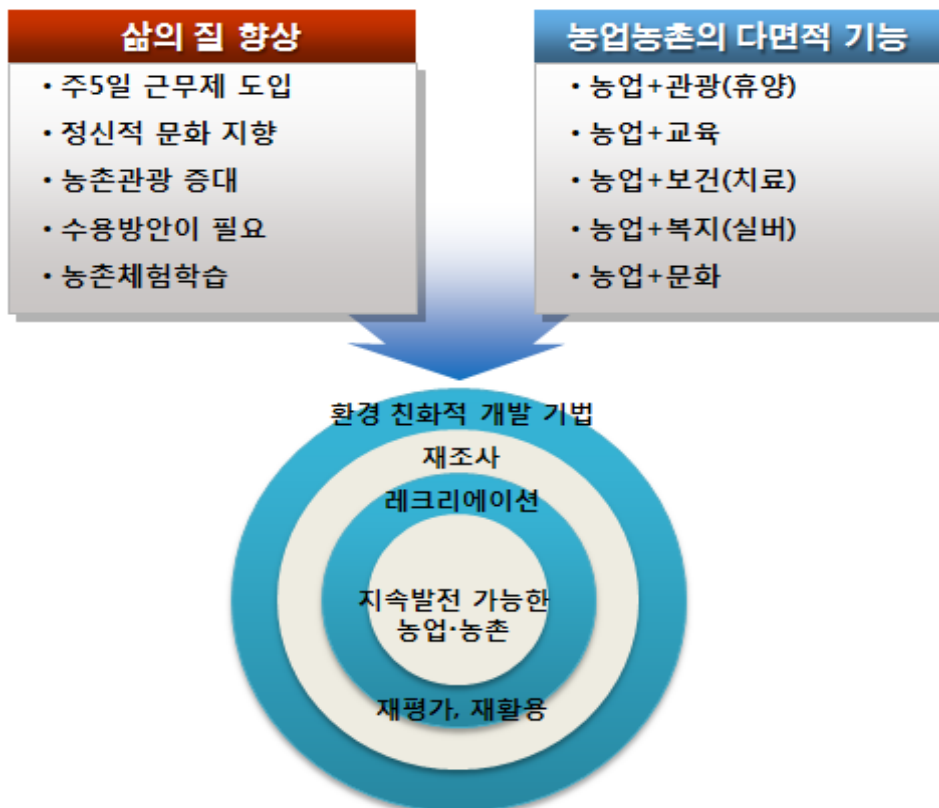 삶의 질 향상
• 주5일 근무제 도입
• 정신적 문화 지향
• 농촌관광 증대
• 수용방안이 필요
• 농촌체험학습
농업농촌의 다면적 기능
• 농업+관광(휴양)
• 농업+교육
• 농업+보건(치료)
• 농업+복지(실버)
• 농업+문화
환경 친화적 개발 기법
재조사
레크리에이션
지속발전 가능한
농업·농촌
재평가, 재활용